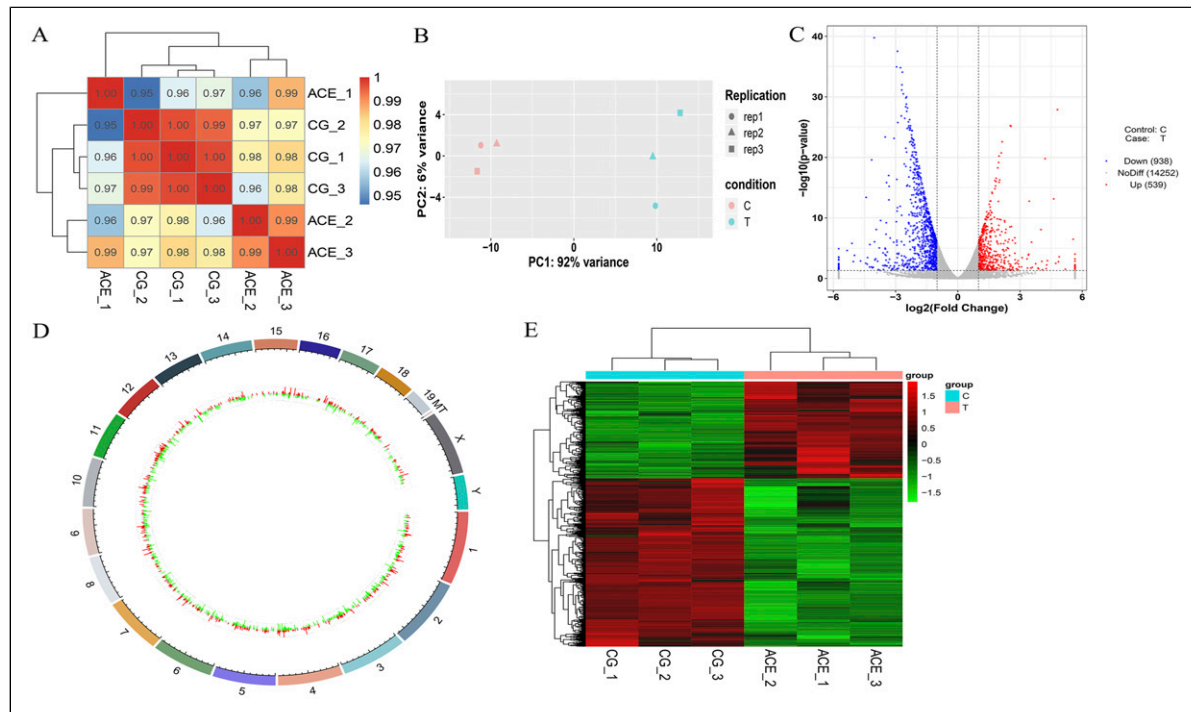 A
1.00 0.95 0.96 0.97 0.96 0.99 ACE_1
0.95 1.00 1.00 0.99 0.97 0.97 CG_2
0.96 1.00 1.00 1.00 0.98 0.98 CG_1
0.97 0.99 1.00 1.00 0.96 0.98 CG_3
0.96 0.97 0.98 0.96 1.00 0.99 ACE_2
0.99 0.97 0.98 0.98 0.99 1.00 ACE_3
ACE_1 CG_2 CG_1 CG_3 ACE_2 ACE_3
1
0.99
0.98
0.97
0.96
0.95
B
PC2: 6% variance
4
0
−4
−10 0 10
PC1: 92% variance
Replication
rep1
rep2
rep3
condition
C
T
C
−log10(p−value)
40
30
20
10
0
−6 −3 0 3 6
log2(Fold Change)
Control: C
Case: T
Down (938)
NoDiff (14252)
Up (539)
D
1
2
3
4
5
6
7
8
9
10
11
12
13
14
15
16
17
18
19
MT
X
Y
E
CG_1 CG_2 CG_3 ACE_2 ACE_1 ACE_3
group
1.5
1
0.5
0
−0.5
−1
−1.5
group
C
T